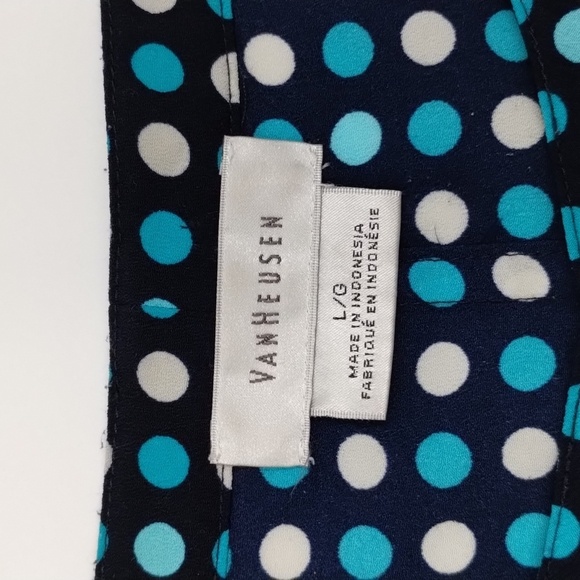 VANHEUSEN
L/G
MADE IN INDONESIA
FABRIQUÉ EN INDONÉSIE